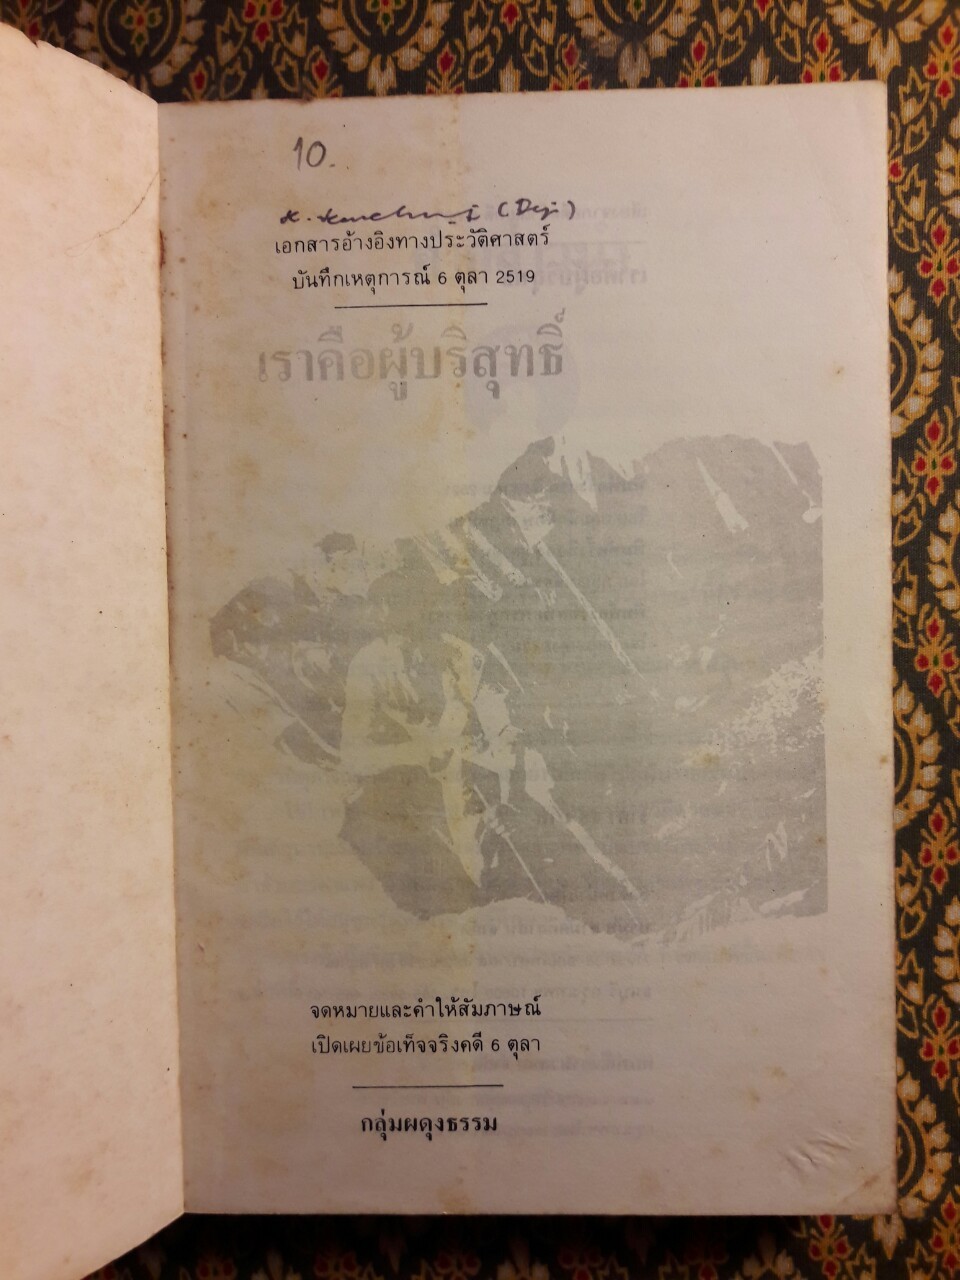 10.
(Deji)
เอกสารอ้างอิงทางประวัติศาสตร์
บันทึกเหตุการณ์ 6 ตุลา 2519
เราคือผู้บริสุทธิ์
จดหมายและคำให้สัมภาษณ์
เปิดเผยข้อเท็จจริงคดี 6 ตุลา
กลุ่มผดุงธรรม